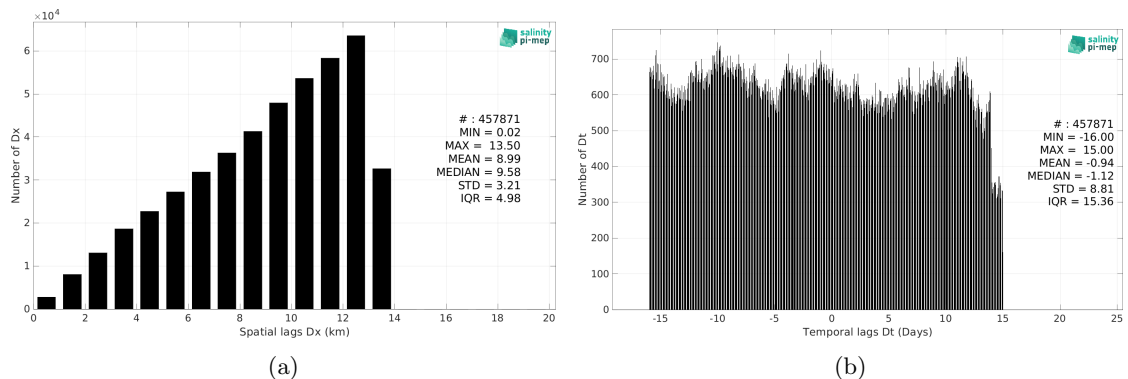 ×10⁴
salinity
pi-mep
6
5
4
3
2
1
0
Number of Dx
# : 457871
MIN = 0.02
MAX = 13.50
MEAN = 8.99
MEDIAN = 9.58
STD = 3.21
IQR = 4.98
0 2 4 6 8 10 12 14 16 18 20
Spatial lags Dx (km)
(a)
salinity
pi-mep
700
600
500
400
300
200
100
0
Number of Dt
# : 457871
MIN = -16.00
MAX = 15.00
MEAN = -0.94
MEDIAN = -1.12
STD = 8.81
IQR = 15.36
-15 -10 -5 0 5 10 15 20 25
Temporal lags Dt (Days)
(b)